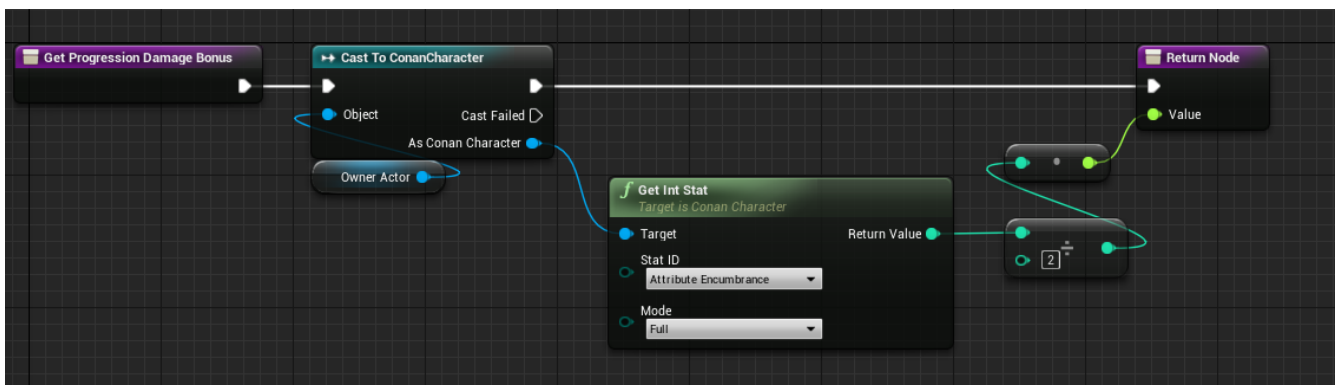 Get Progression Damage Bonus
Cast To ConanCharacter
Object
Cast Failed
As Conan Character
Owner Actor
Get Int Stat
Target is Conan Character
Target
Return Value
Stat ID
Attribute Encumbrance
Mode
Full
2
÷
Return Node
Value